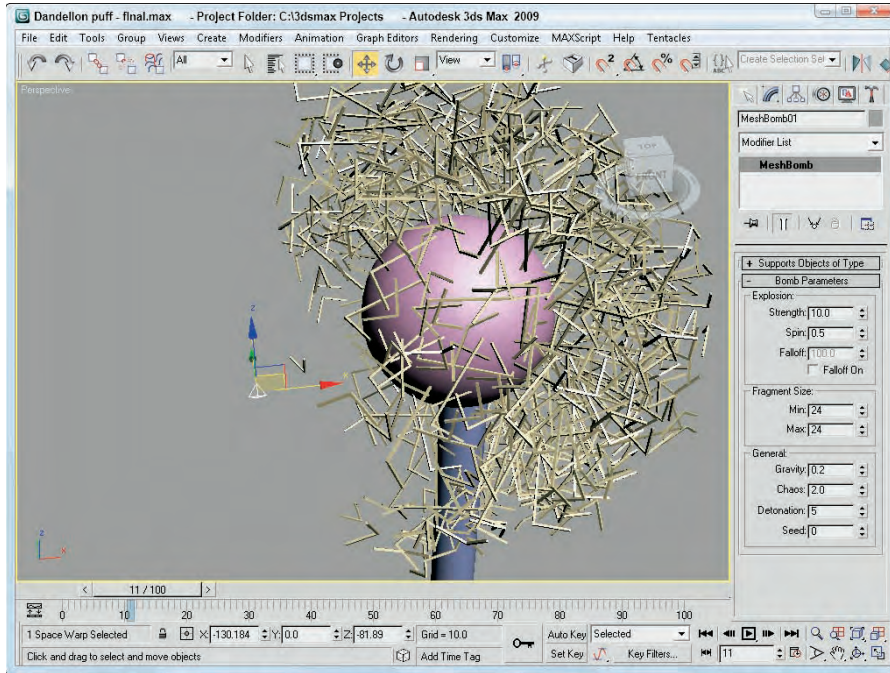 Dandelion puff - final.max - Project Folder: C:\3dsmax Projects - Autodesk 3ds Max 2009
File Edit Tools Group Views Create Modifiers Animation Graph Editors Rendering Customize MAXScript Help Tentacles
All View 2 % ABC Create Selection Set
Perspective
TOP
FRONT
MeshBomb01
Modifier List
MeshBomb
+ Supports Objects of Type
- Bomb Parameters
Explosion:
Strength: 10.0
Spin: 0.5
Falloff: 100.0
Falloff On
Fragment Size:
Min: 24
Max: 24
General:
Gravity: 0.2
Chaos: 2.0
Detonation: 5
Seed: 0
z
x
z
x
< 11 / 100 >
0 10 20 30 40 50 60 70 80 90 100
1 Space Warp Selected X: -130.184 Y: 0.0 Z: -81.89 Grid = 10.0 Auto Key Selected
Click and drag to select and move objects Add Time Tag Set Key Key Filters... 11